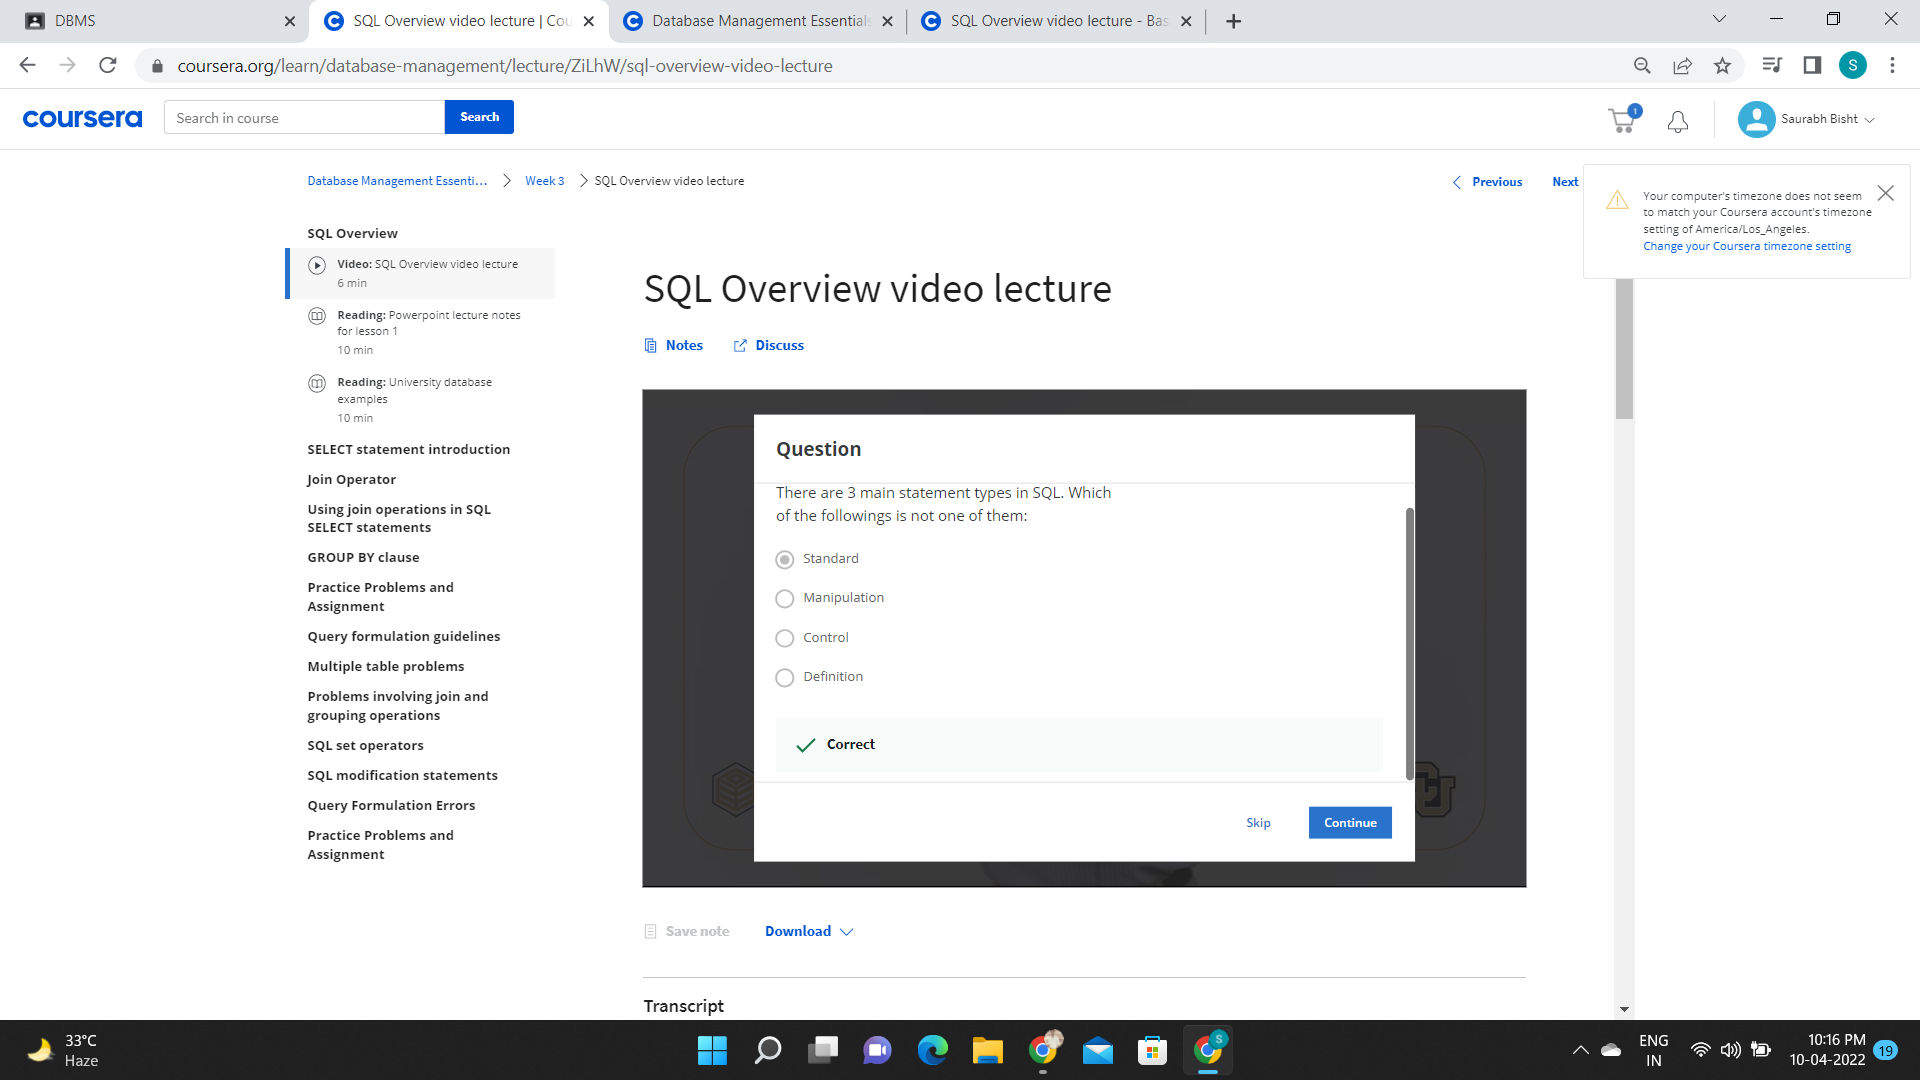 DBMS
SQL Overview video lecture | Cou
Database Management Essentials
SQL Overview video lecture - Bas
coursera.org/learn/database-management/lecture/ZiLhW/sql-overview-video-lecture
S
coursera
Search in course
Search
1
Saurabh Bisht
Database Management Essenti...
Week 3
SQL Overview video lecture
Previous
Next
Your computer's timezone does not seem
to match your Coursera account's timezone
setting of America/Los_Angeles.
Change your Coursera timezone setting
SQL Overview
Video: SQL Overview video lecture
6 min
Reading: Powerpoint lecture notes
for lesson 1
10 min
Reading: University database
examples
10 min
SELECT statement introduction
Join Operator
Using join operations in SQL
SELECT statements
GROUP BY clause
Practice Problems and
Assignment
Query formulation guidelines
Multiple table problems
Problems involving join and
grouping operations
SQL set operators
SQL modification statements
Query Formulation Errors
Practice Problems and
Assignment
SQL Overview video lecture
Notes
Discuss
Question
There are 3 main statement types in SQL. Which
of the followings is not one of them:
Standard
Manipulation
Control
Definition
Correct
Skip
Continue
Save note
Download
Transcript
33°C
Haze
S
ENG
IN
10:16 PM
10-04-2022
19